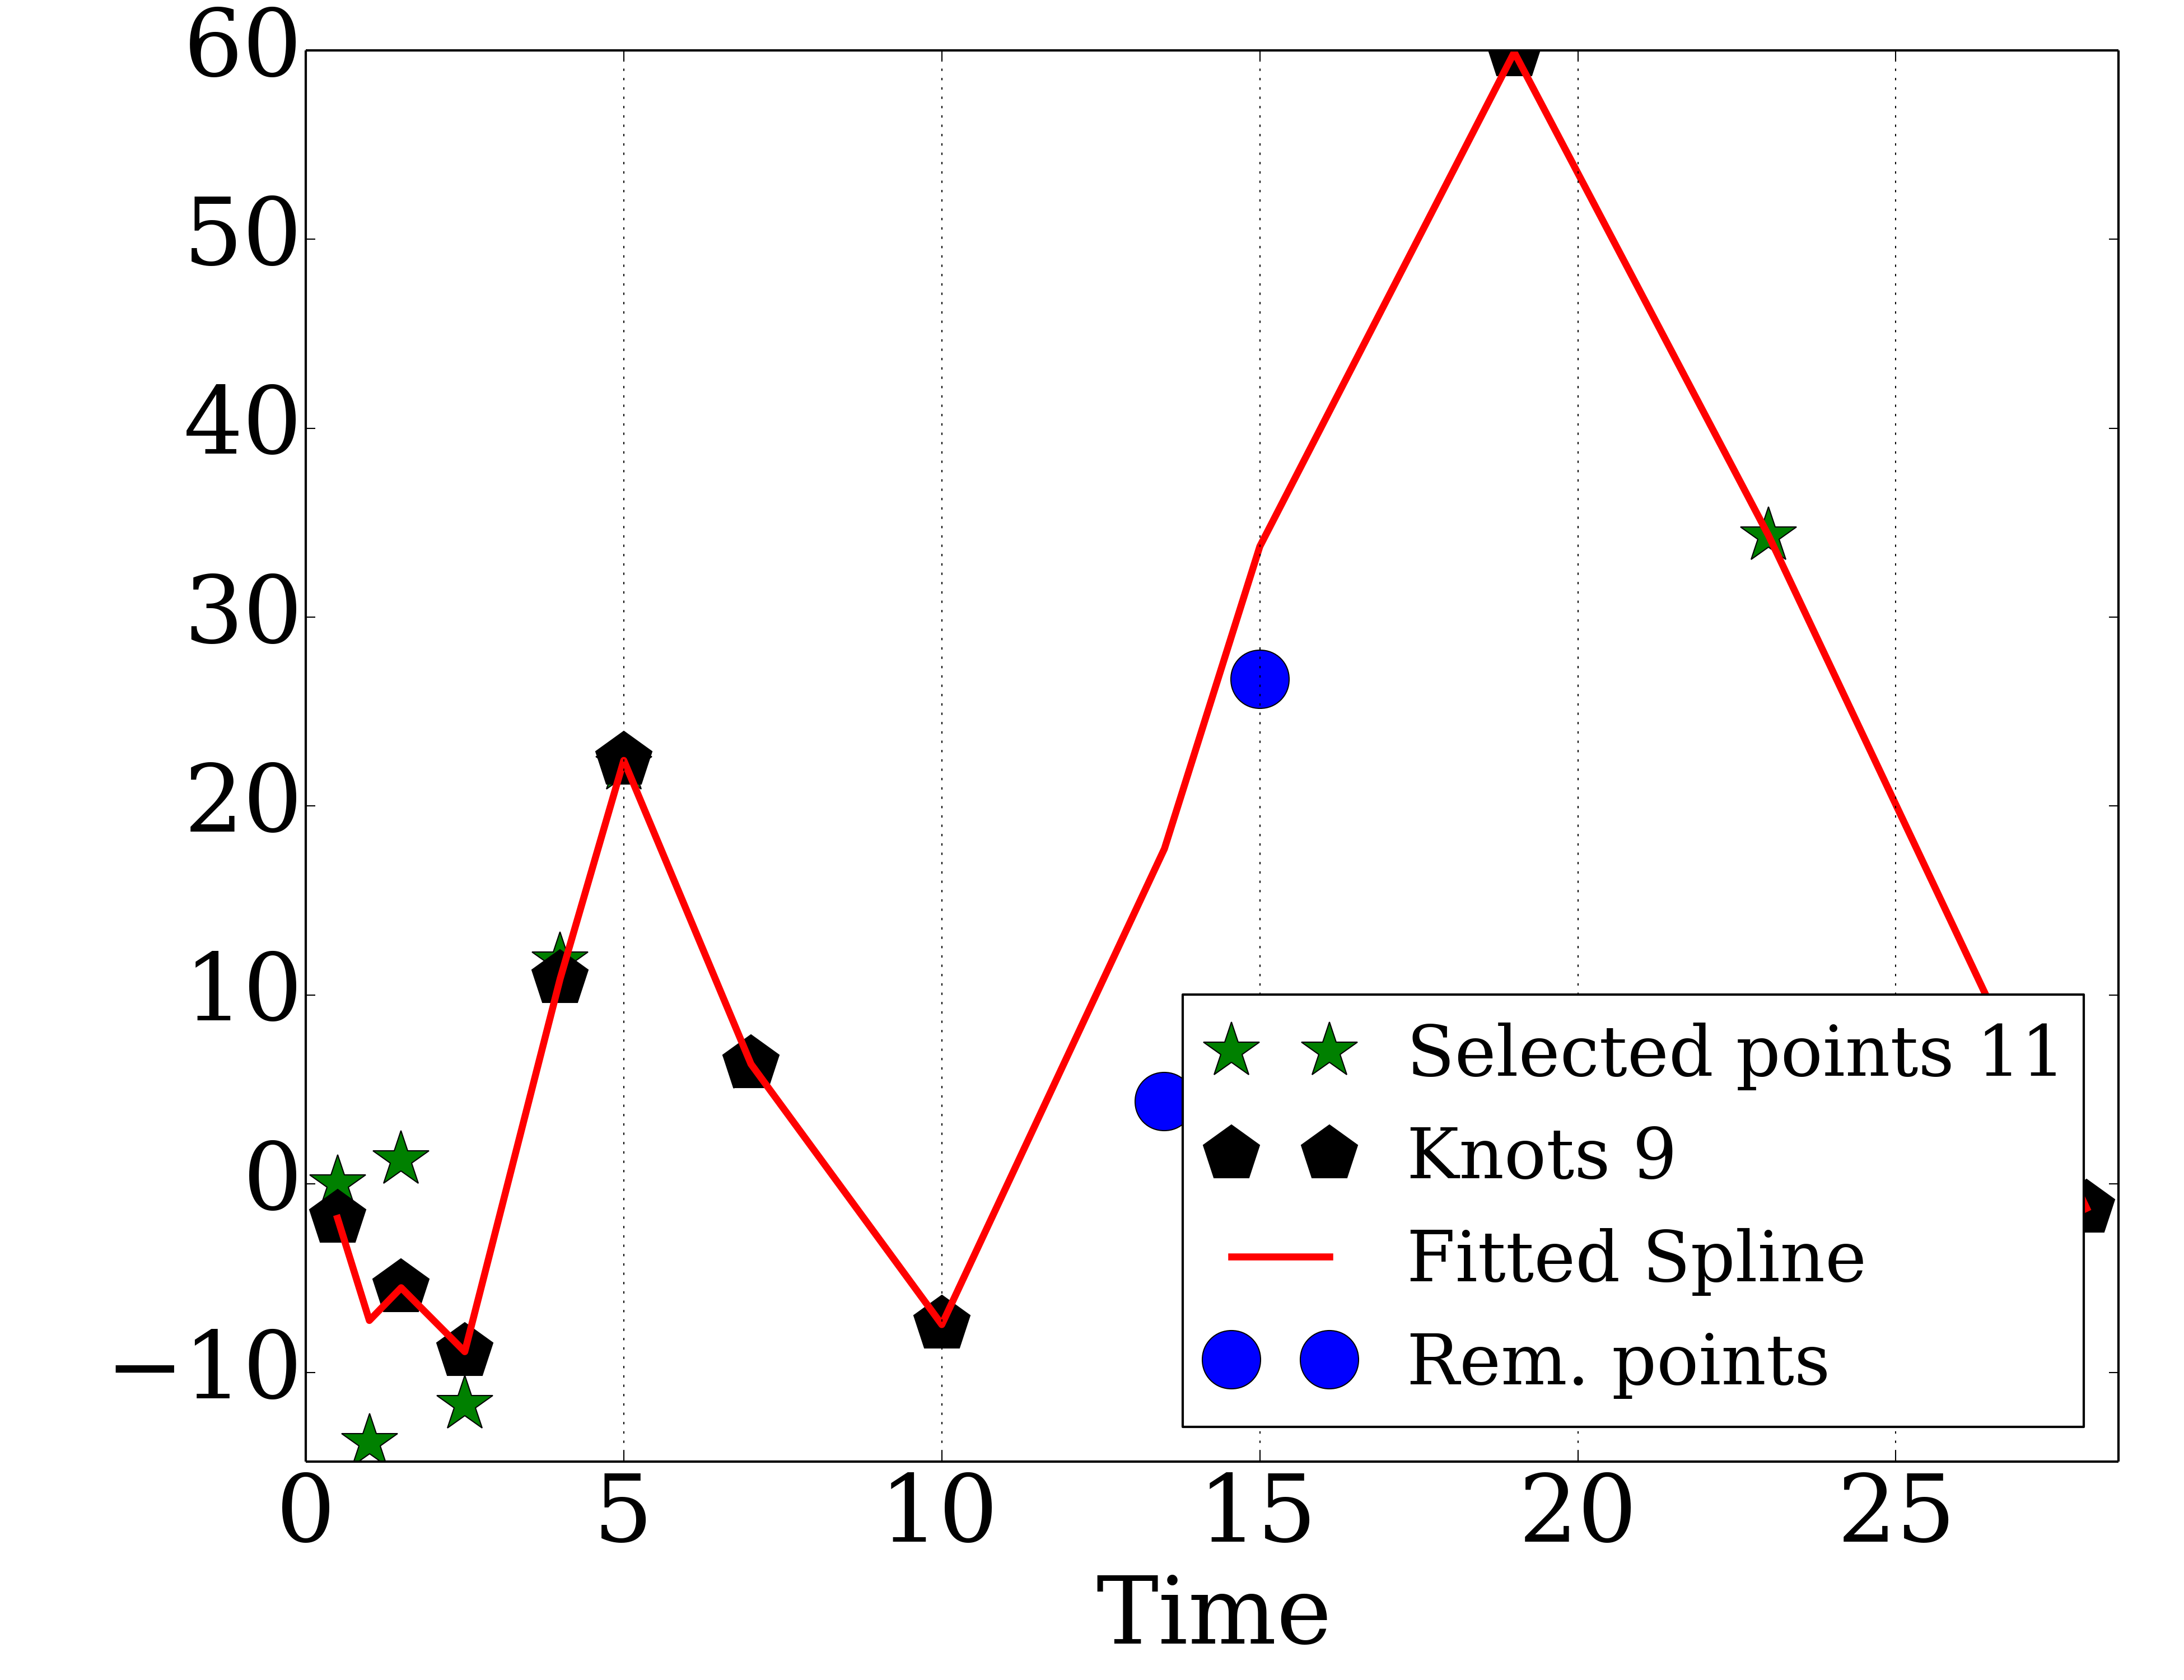 60
50
40
30
20
10
0
−10
0 5 10 15 20 25
Time
Selected points 11
Knots 9
Fitted Spline
Rem. points